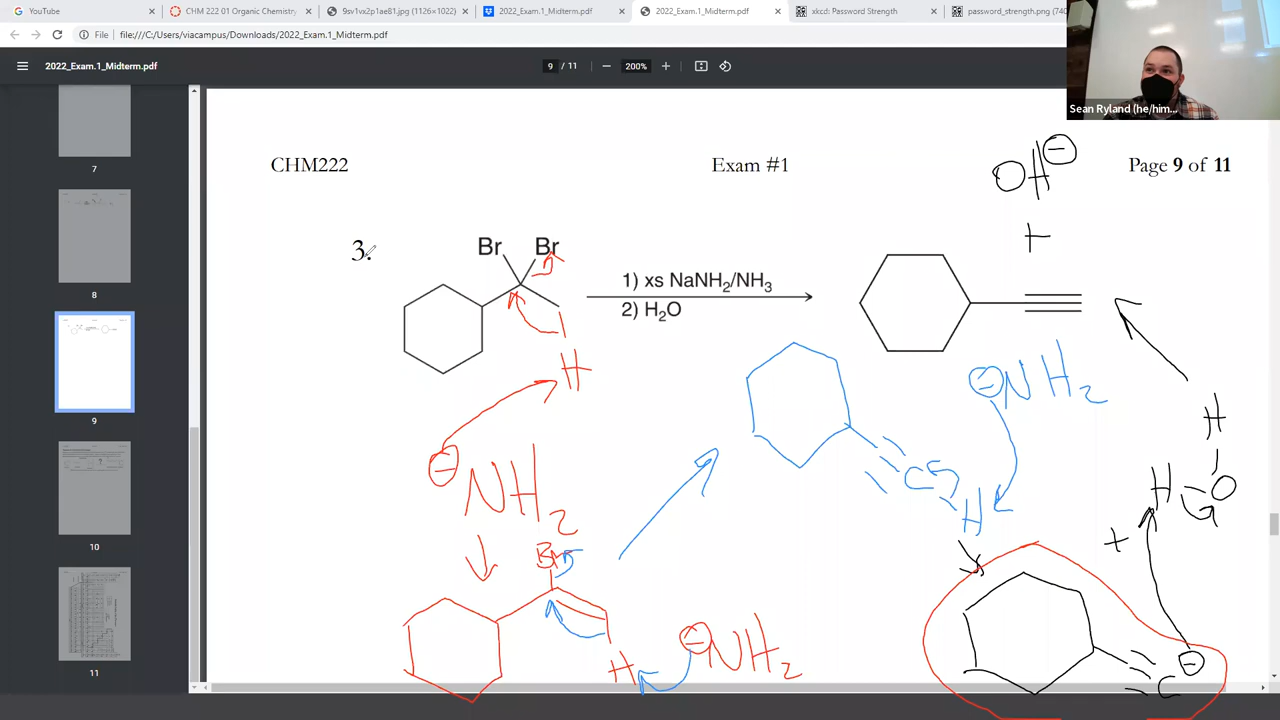 YouTube
CHM 222 01 Organic Chemistry
9sv1vx2p1ae81.jpg (1126×1022)
2022_Exam.1_Midterm.pdf
2022_Exam.1_Midterm.pdf
xkcd: Password Strength
password_strength.png (740
File
file:///C:/Users/viacampus/Downloads/2022_Exam.1_Midterm.pdf
2022_Exam.1_Midterm.pdf
9 / 11
200%
Sean Ryland (he/him...
7
8
9
10
11
CHM222
Exam #1
Page 9 of 11
OH⊖
+
3.
Br Br
1) xs NaNH₂/NH₃
2) H₂O
H
⊖NH₂
⊖NH₂
C
H
H
H O
+
Br
H
⊖NH₂
C⊖